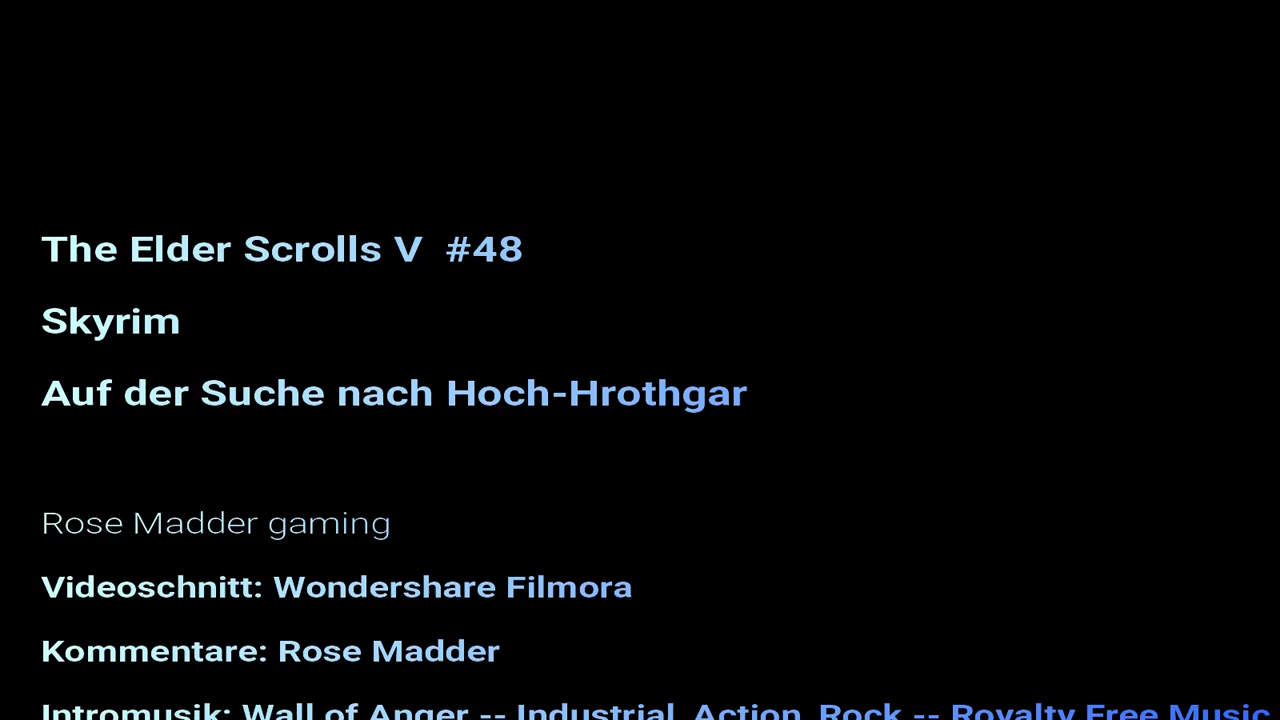 The Elder Scrolls V  #48
Skyrim
Auf der Suche nach Hoch-Hrothgar
Rose Madder gaming
Videoschnitt: Wondershare Filmora
Kommentare: Rose Madder
Intromusik: Wall of Anger -- Industrial, Action, Rock -- Royalty Free Music